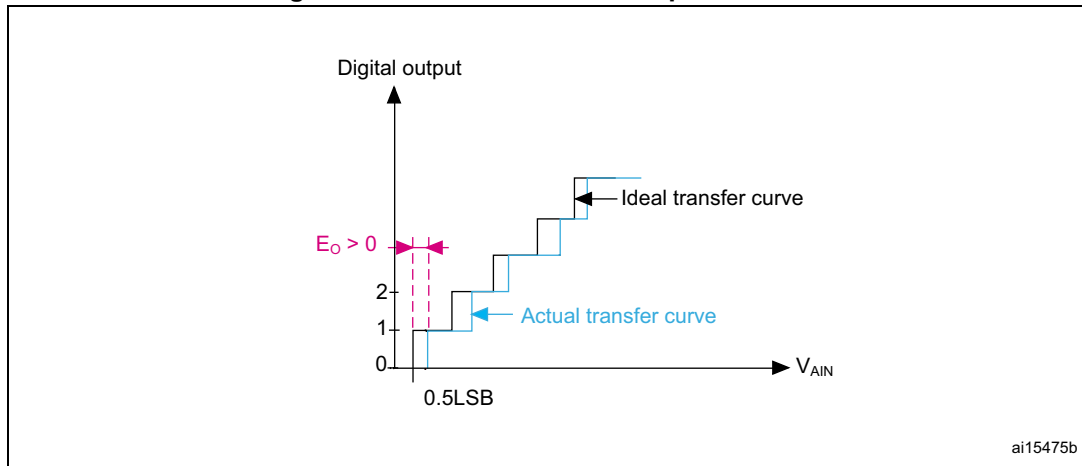 Digital output
Ideal transfer curve
E_O > 0
2
Actual transfer curve
1
0
V_AIN
0.5LSB
ai15475b